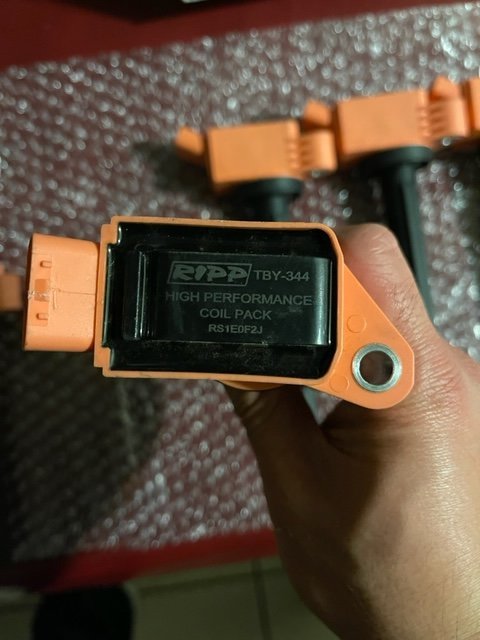 RIPP TBY-344
HIGH PERFORMANCE
COIL PACK
RS1E0F2J